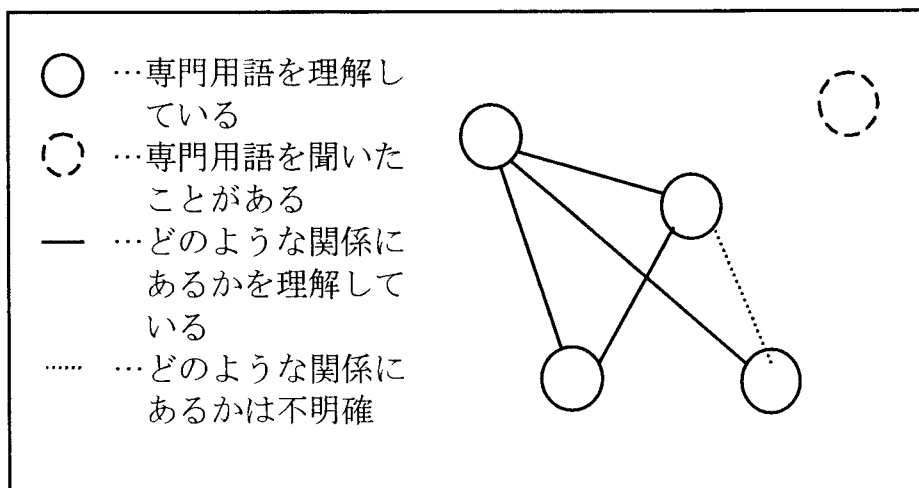 …専門用語を理解し
ている
…専門用語を聞いた
ことがある
…どのような関係に
あるかを理解して
いる
…どのような関係に
あるかは不明確